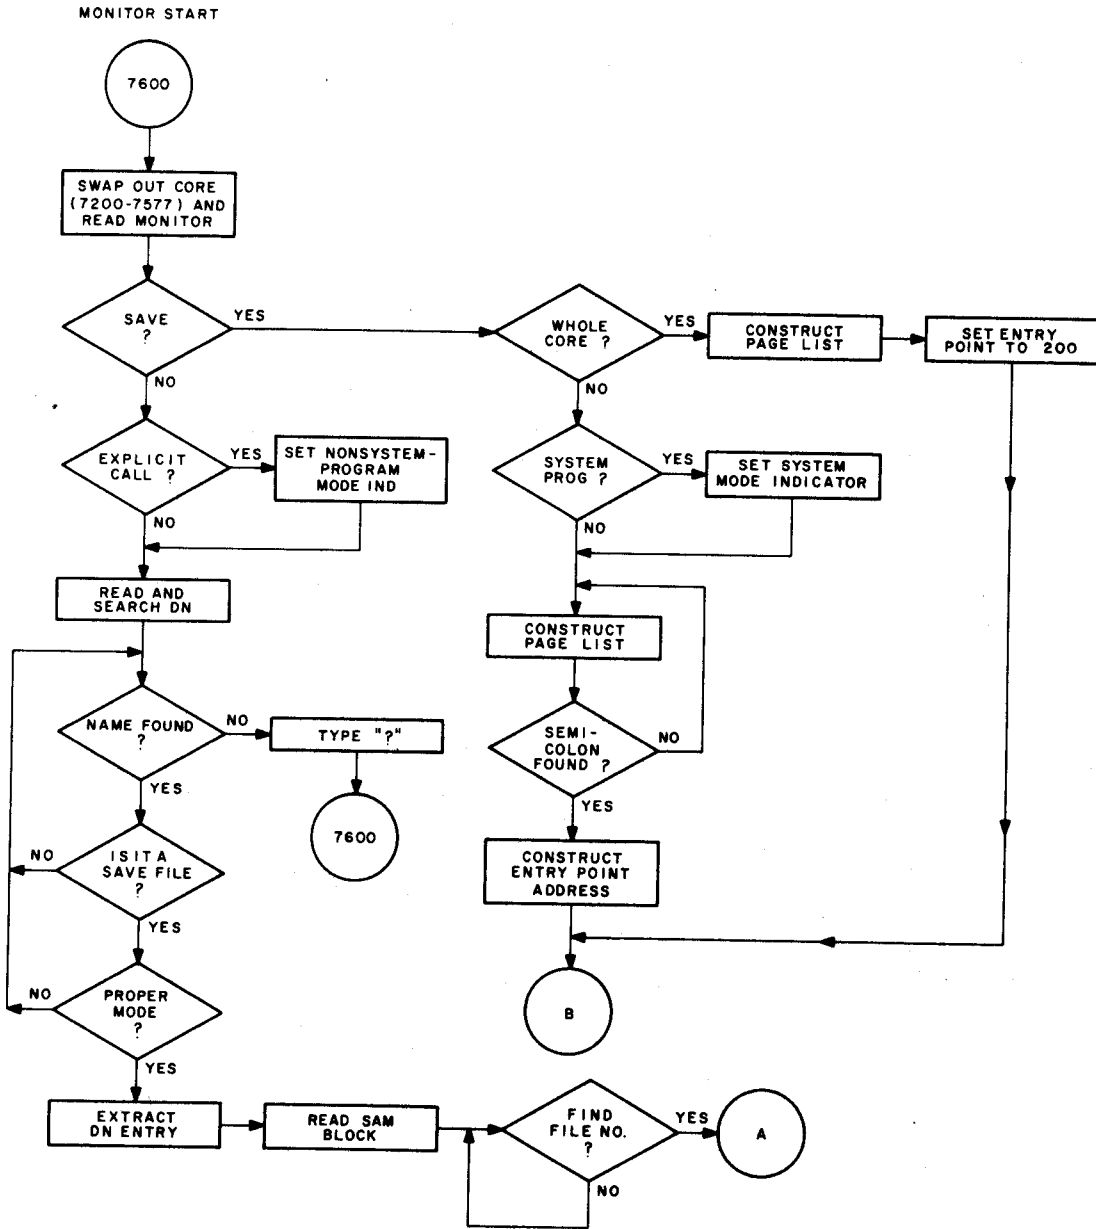 MONITOR START
7600
SWAP OUT CORE
(7200-7577) AND
READ MONITOR
SAVE
?
YES
NO
WHOLE
CORE ?
YES
NO
CONSTRUCT
PAGE LIST
SET ENTRY
POINT TO 200
EXPLICIT
CALL ?
YES
NO
SET NONSYSTEM-
PROGRAM
MODE IND
SYSTEM
PROG ?
YES
NO
SET SYSTEM
MODE INDICATOR
READ AND
SEARCH DN
CONSTRUCT
PAGE LIST
NAME FOUND
?
NO
YES
TYPE "?"
7600
SEMI-
COLON
FOUND ?
NO
YES
IS IT A
SAVE FILE
?
NO
YES
CONSTRUCT
ENTRY POINT
ADDRESS
PROPER
MODE
?
NO
YES
B
EXTRACT
DN ENTRY
READ SAM
BLOCK
FIND
FILE NO.
?
YES
NO
A